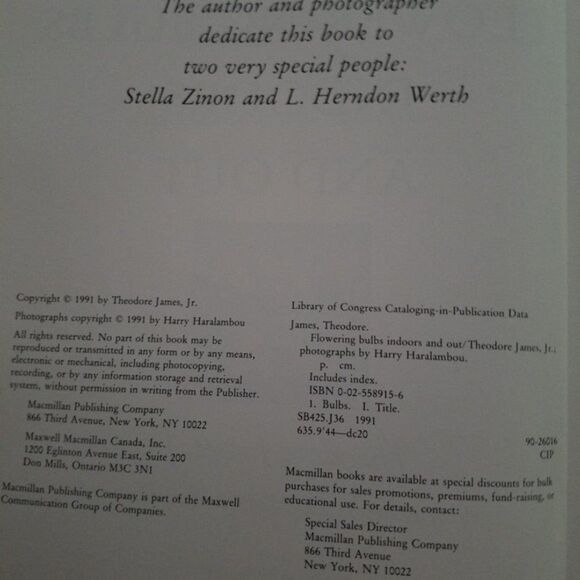 The author and photographer
dedicate this book to
two very special people:
Stella Zinon and L. Herndon Werth
Copyright © 1991 by Theodore James, Jr.
Photographs copyright © 1991 by Harry Haralambou
All rights reserved. No part of this book may be
reproduced or transmitted in any form or by any means,
electronic or mechanical, including photocopying,
recording, or by any information storage and retrieval
system, without permission in writing from the Publisher.
Macmillan Publishing Company
866 Third Avenue, New York, NY 10022
Maxwell Macmillan Canada, Inc.
1200 Eglinton Avenue East, Suite 200
Don Mills, Ontario M3C 3N1
Macmillan Publishing Company is part of the Maxwell
Communication Group of Companies.
Library of Congress Cataloging-in-Publication Data
James, Theodore.
Flowering bulbs indoors and out/Theodore James, Jr.,
photographs by Harry Haralambou.
p. cm.
Includes index.
ISBN 0-02-558915-6
1. Bulbs. I. Title.
SB425.J36 1991
635.9'44—dc20
90-26016
CIP
Macmillan books are available at special discounts for bulk
purchases for sales promotions, premiums, fund-raising, or
educational use. For details, contact:
Special Sales Director
Macmillan Publishing Company
866 Third Avenue
New York, NY 10022